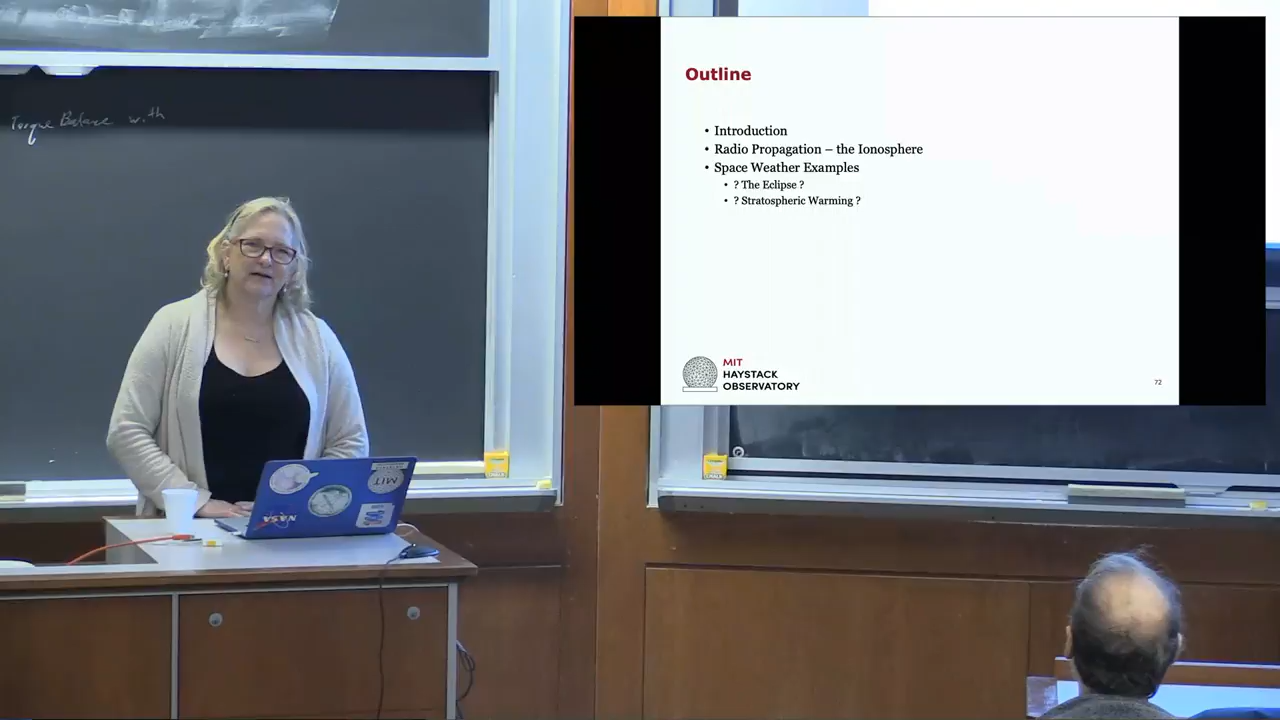 Torque Balance with
Outline
• Introduction
• Radio Propagation – the Ionosphere
• Space Weather Examples
• ? The Eclipse ?
• ? Stratospheric Warming ?
MIT
HAYSTACK
OBSERVATORY
72
MIT
NASA
CHALK